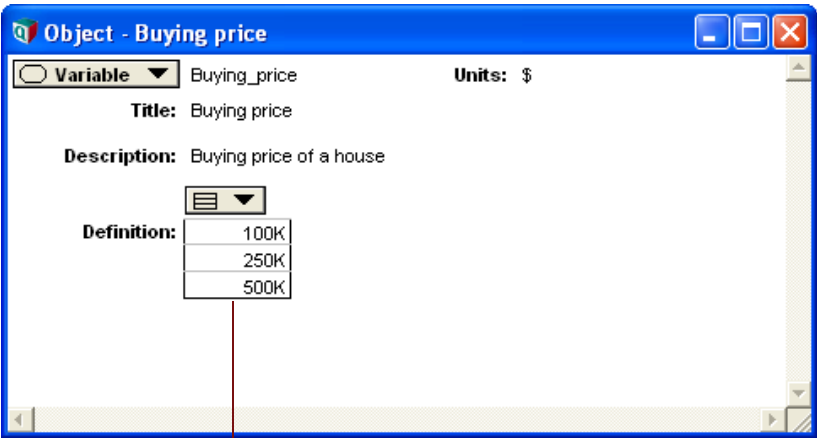 Object - Buying price
Variable Buying_price Units: $
Title: Buying price
Description: Buying price of a house
Definition: 100K
250K
500K